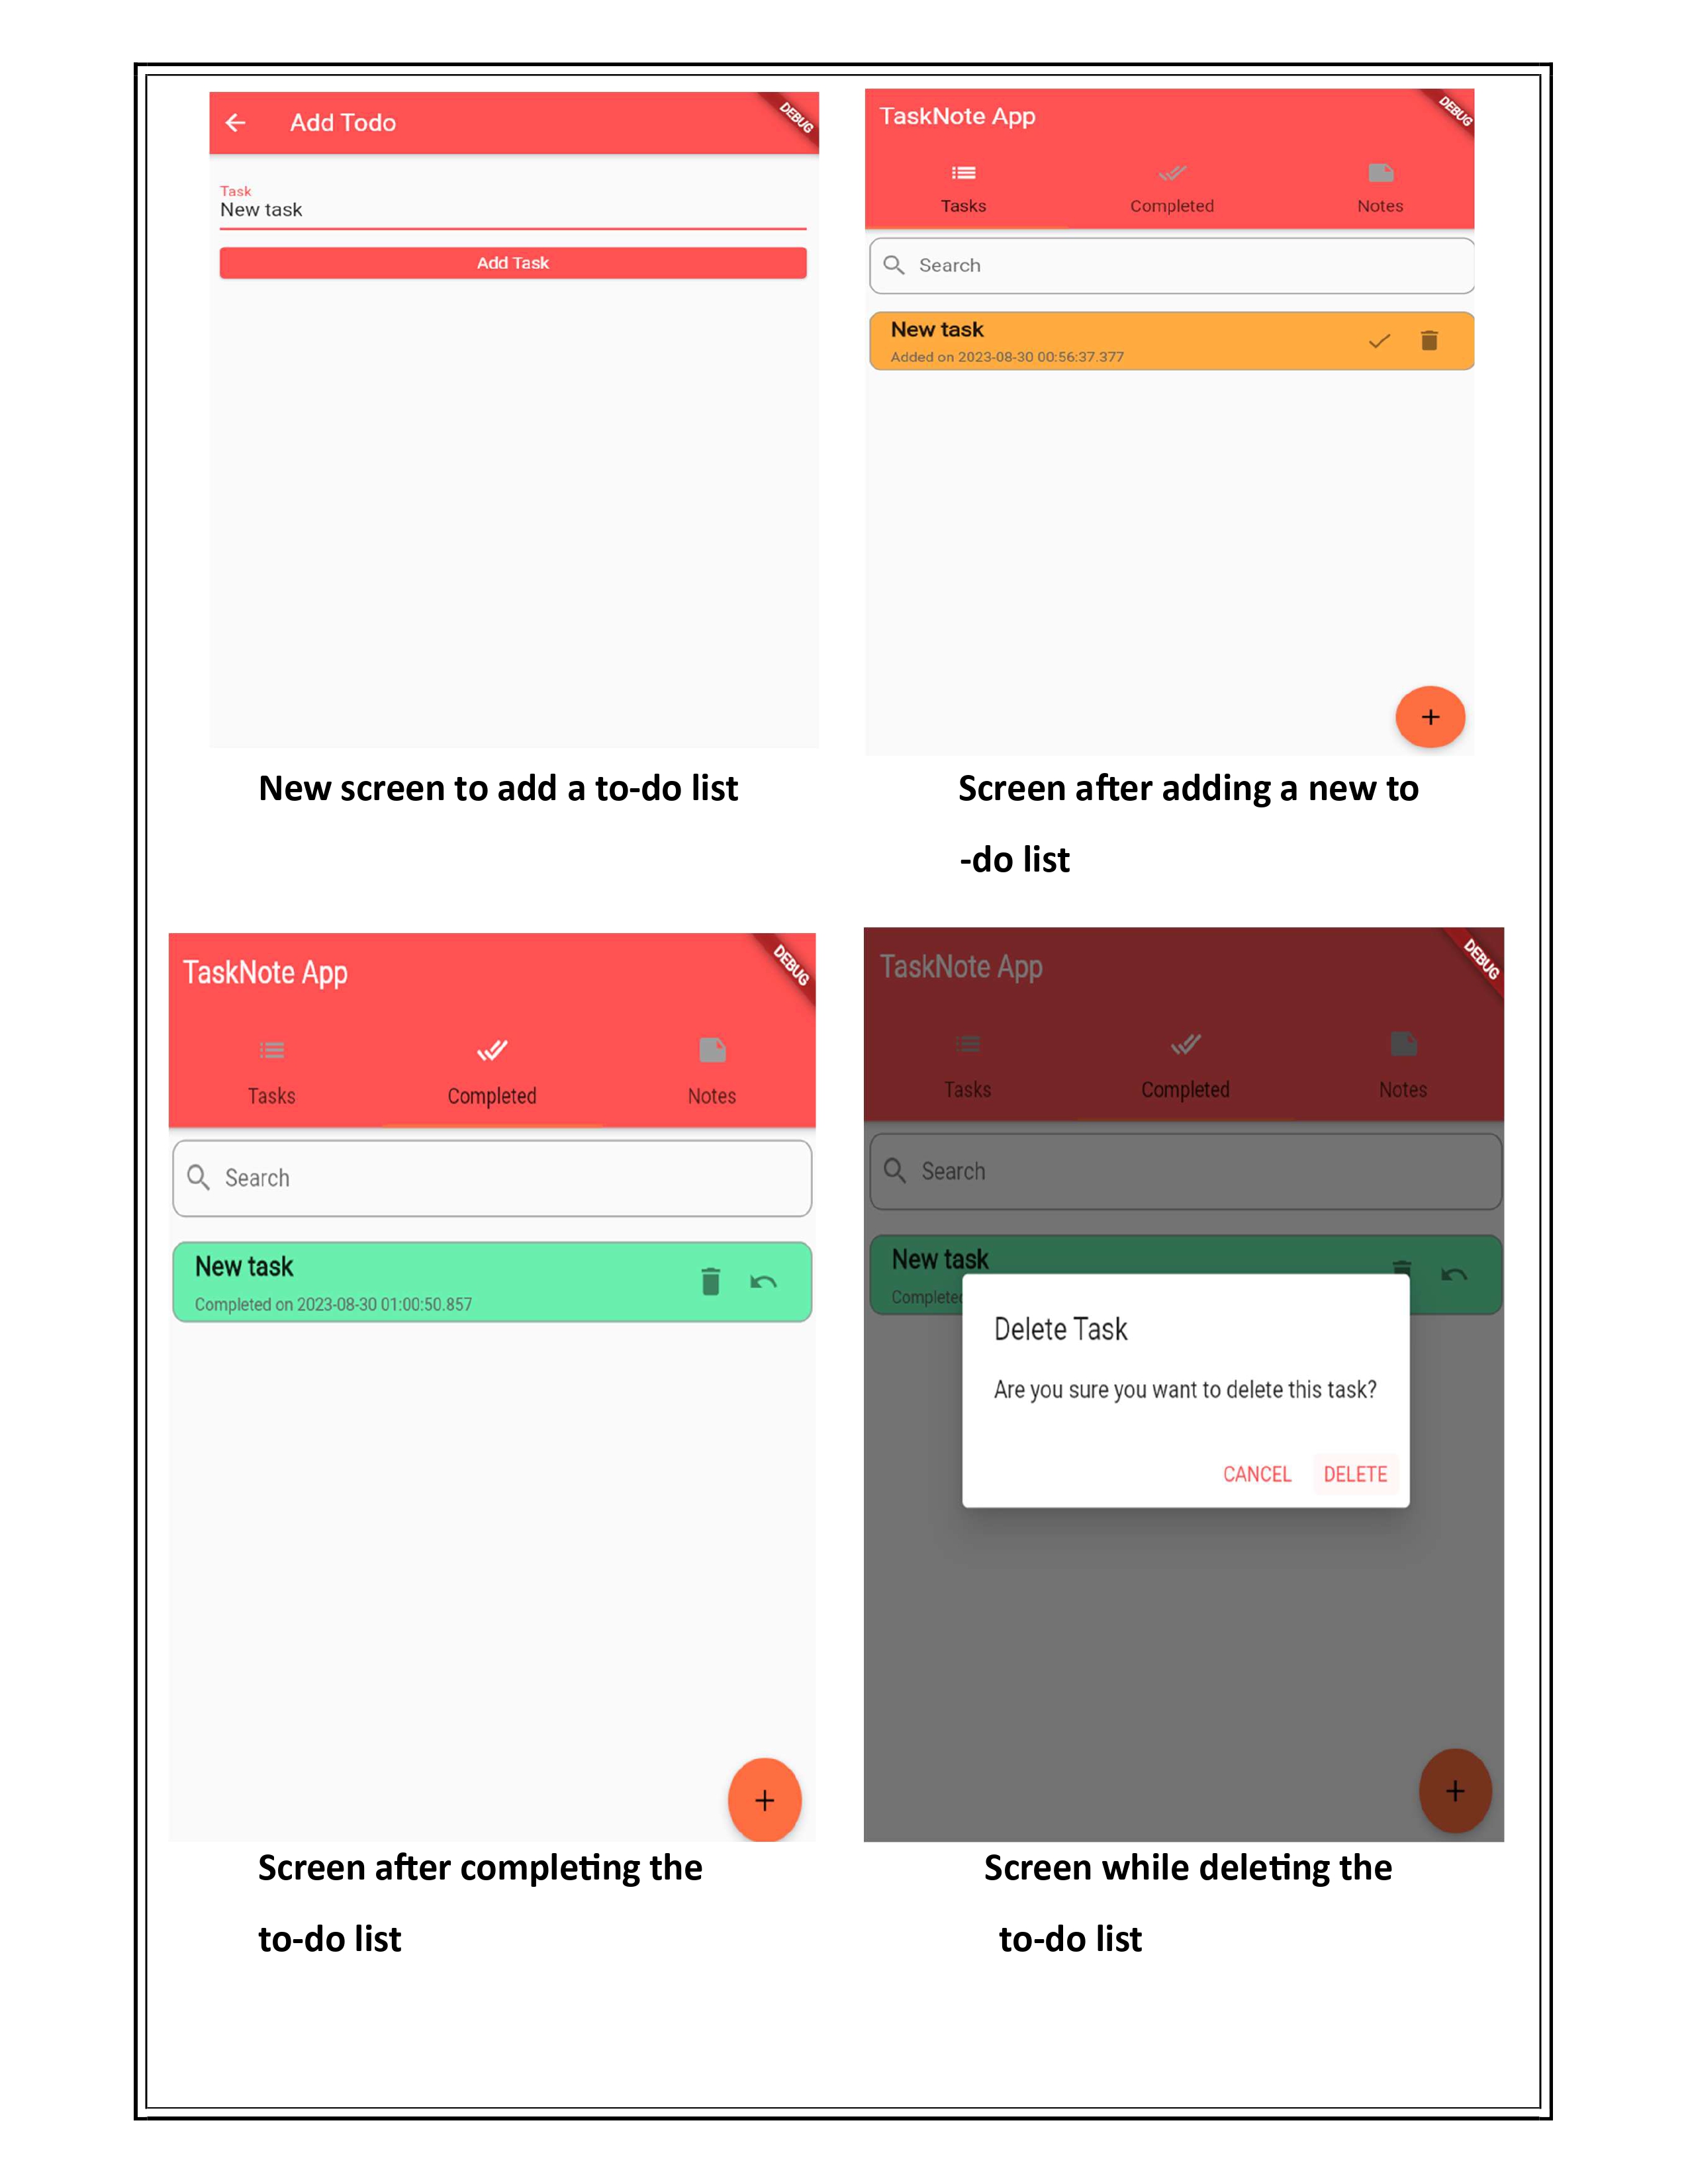 Add Todo
DEBUG
Task
New task
Add Task
TaskNote App
DEBUG
Tasks
Completed
Notes
Search
New task
Added on 2023-08-30 00:56:37.377
+
New screen to add a to-do list
Screen after adding a new to
-do list
TaskNote App
DEBUG
Tasks
Completed
Notes
Search
New task
Completed on 2023-08-30 01:00:50.857
+
TaskNote App
DEBUG
Tasks
Completed
Notes
Search
New task
Completed
Delete Task
Are you sure you want to delete this task?
CANCEL
DELETE
+
Screen after completing the
to-do list
Screen while deleting the
to-do list